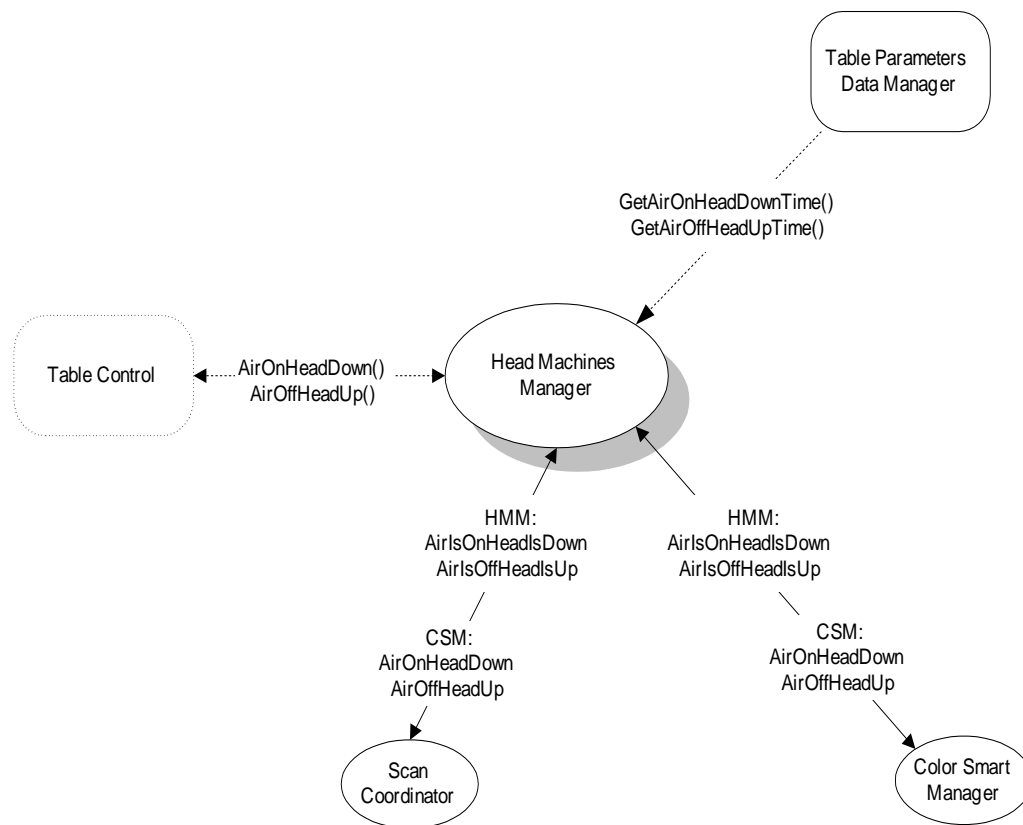 Table Parameters
Data Manager
GetAirOnHeadDownTime()
GetAirOffHeadUpTime()
Table Control
AirOnHeadDown()
AirOffHeadUp()
Head Machines
Manager
HMM:
AirIsOnHeadIsDown
AirIsOffHeadIsUp
HMM:
AirIsOnHeadIsDown
AirIsOffHeadIsUp
CSM:
AirOnHeadDown
AirOffHeadUp
CSM:
AirOnHeadDown
AirOffHeadUp
Scan
Coordinator
Color Smart
Manager